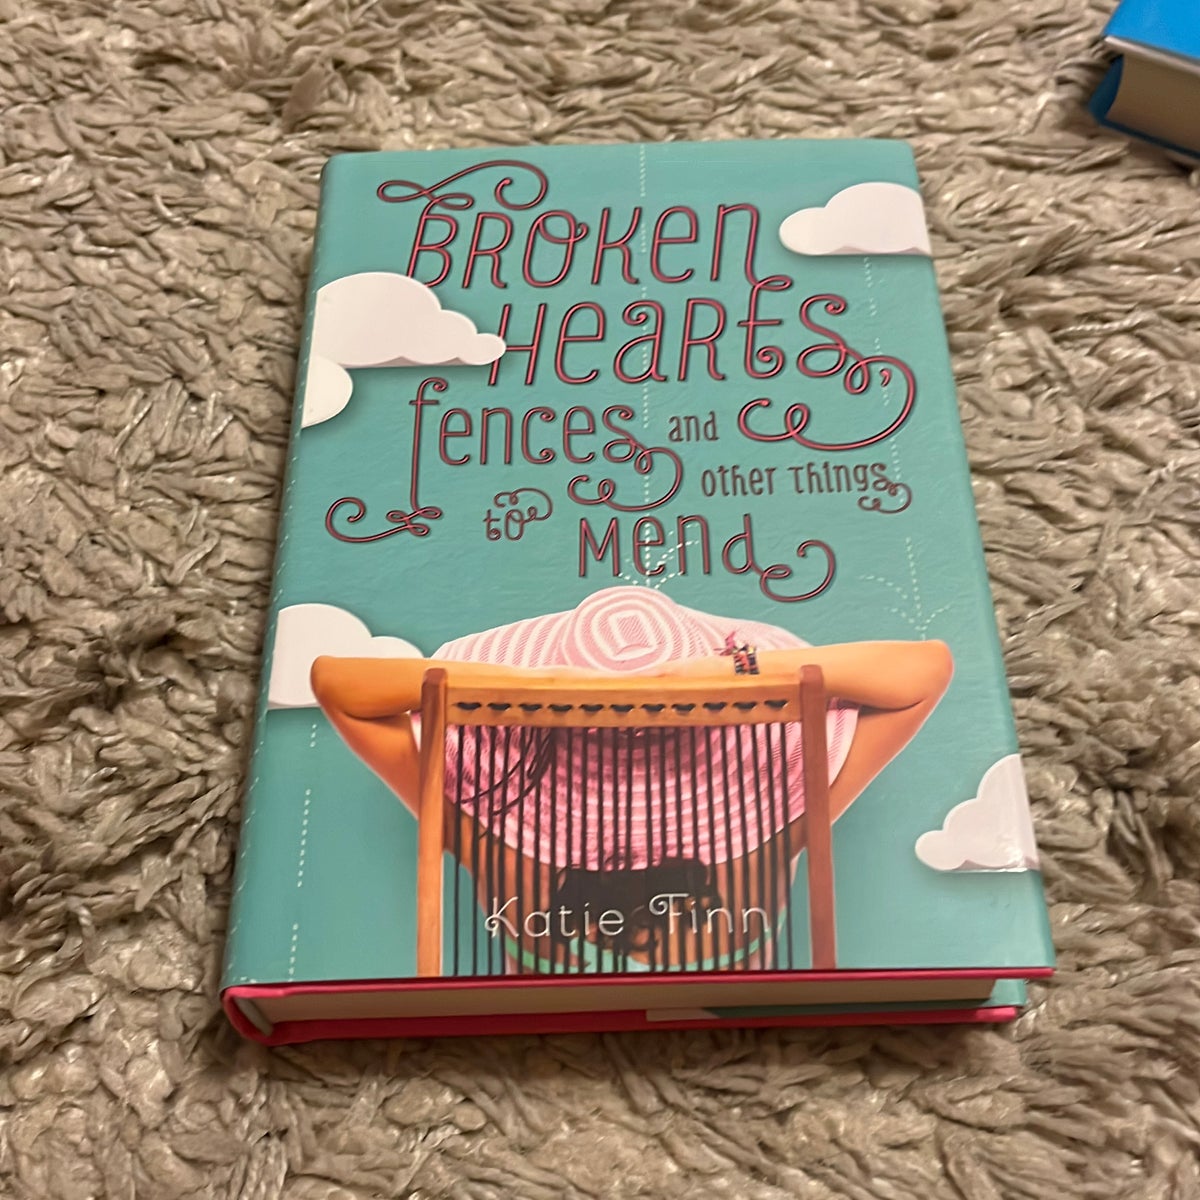 BROKEN
HEARTS,
fences and
other things
to Mend
Katie Finn